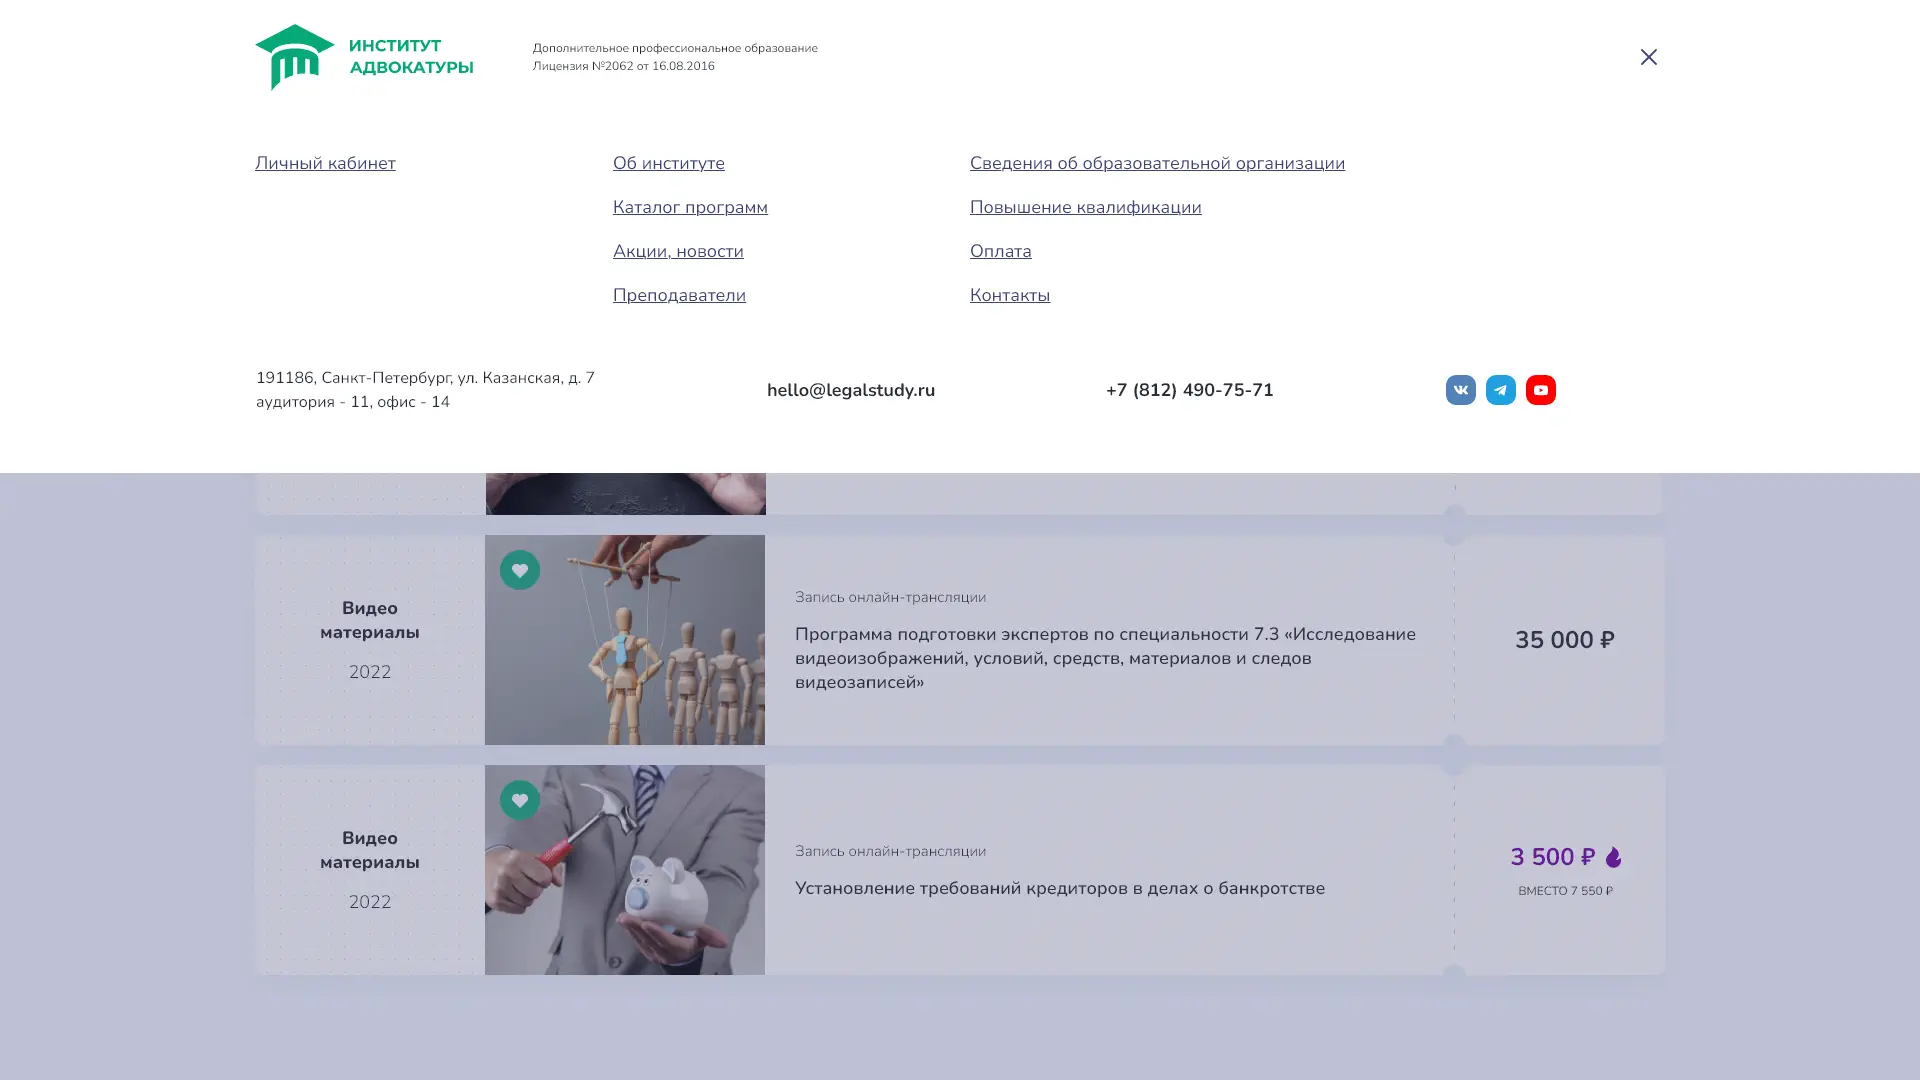 ИНСТИТУТ
АДВОКАТУРЫ
Дополнительное профессиональное образование
Лицензия №2062 от 16.08.2016
Личный кабинет
Об институте
Каталог программ
Акции, новости
Преподаватели
Сведения об образовательной организации
Повышение квалификации
Оплата
Контакты
191186, Санкт-Петербург, ул. Казанская, д. 7
аудитория - 11, офис - 14
hello@legalstudy.ru
+7 (812) 490-75-71
Видео
материалы
2022
Запись онлайн-трансляции
Программа подготовки экспертов по специальности 7.3 «Исследование
видеоизображений, условий, средств, материалов и следов
видеозаписей»
35 000 ₽
Видео
материалы
2022
Запись онлайн-трансляции
Установление требований кредиторов в делах о банкротстве
3 500 ₽
ВМЕСТО 7 550 ₽